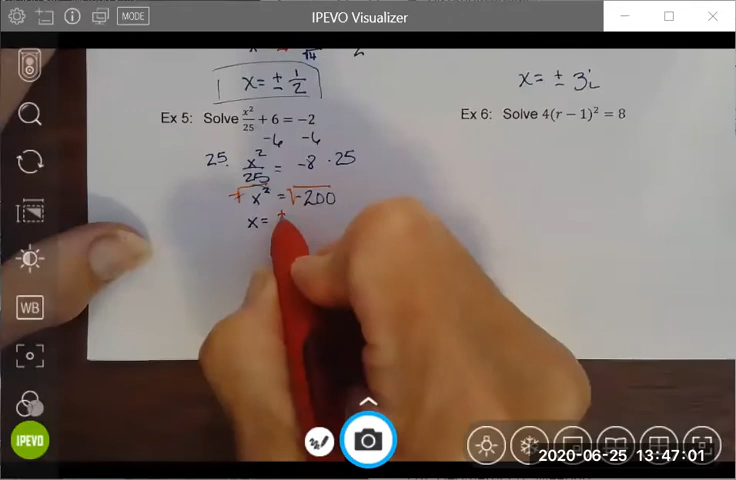 IPEVO Visualizer
MODE
x = ± 1/2
Ex 5: Solve x²/25 + 6 = -2
-6 -6
25 · x²/25 = -8 · 25
√x² = √-200
x = ±
x = ± 3i
Ex 6: Solve 4(r − 1)² = 8
WB
IPEVO
2020-06-25 13:47:01